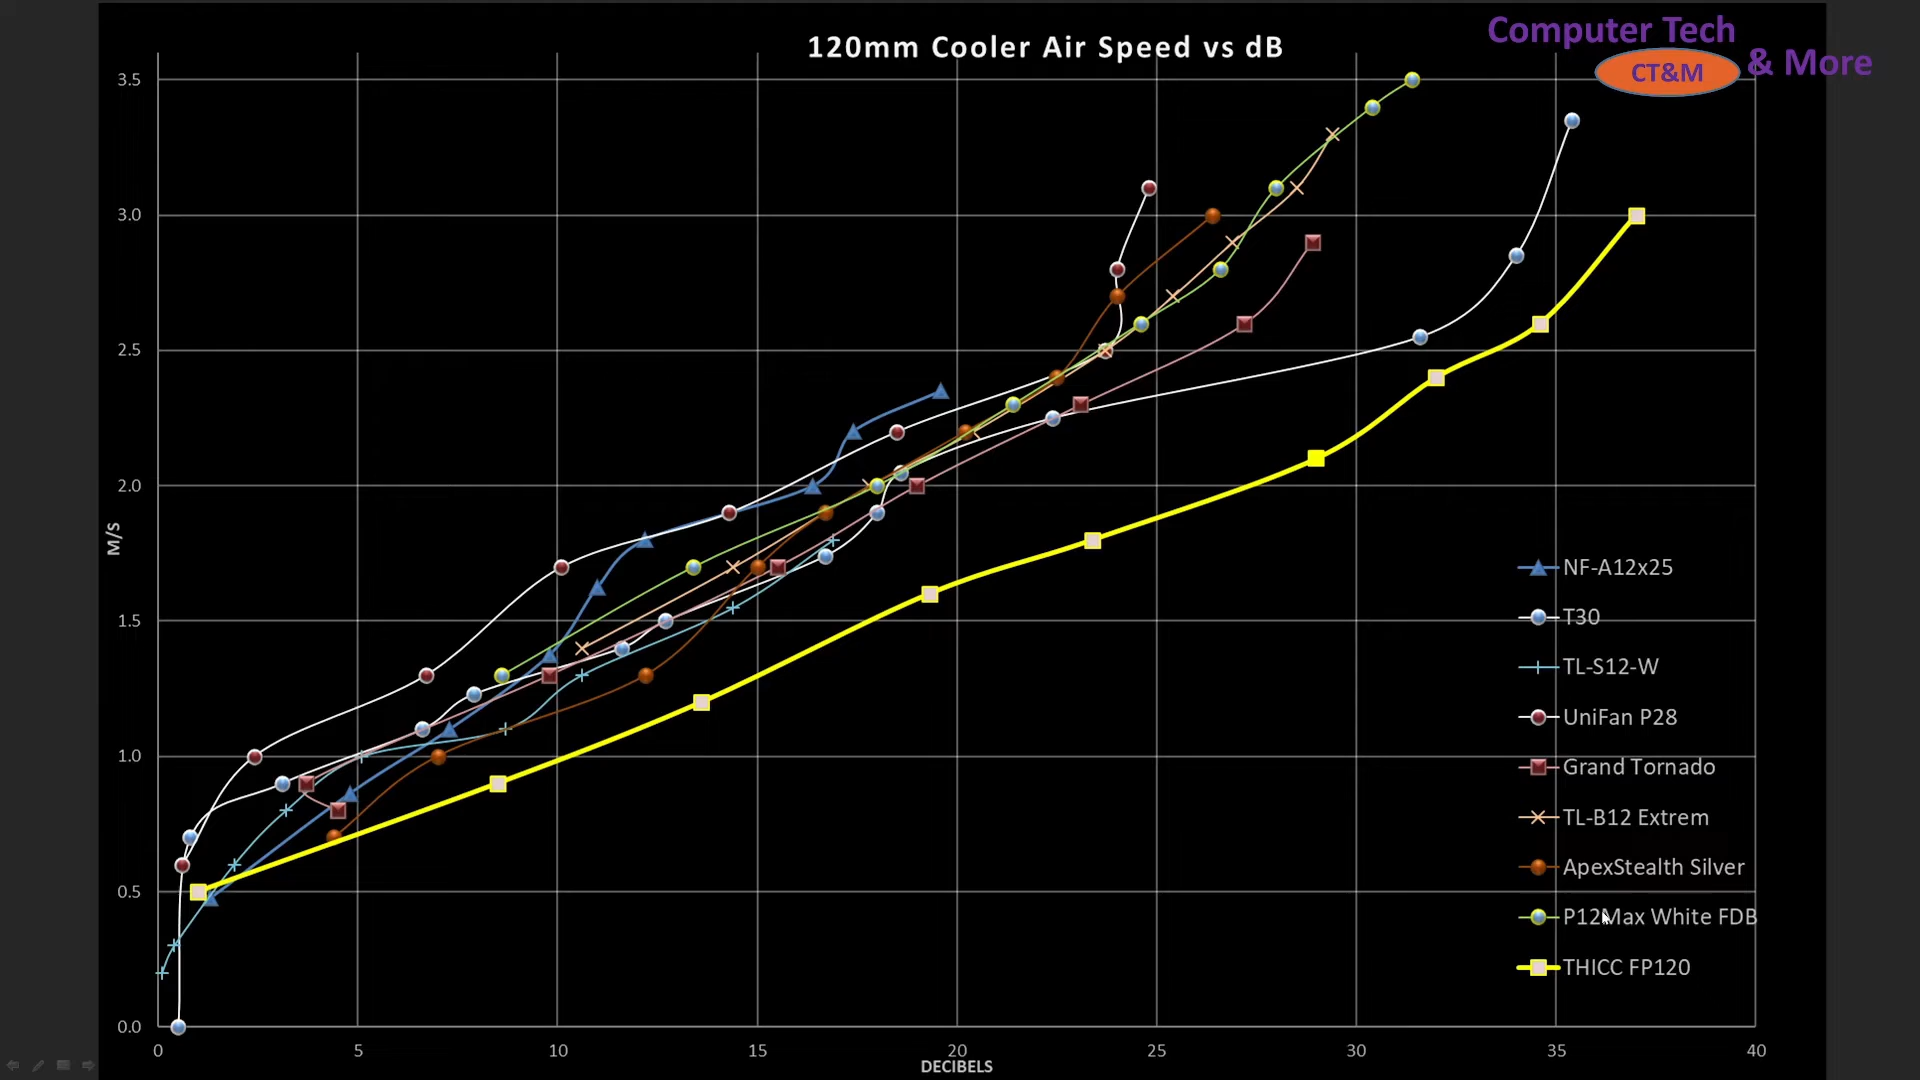 120mm Cooler Air Speed vs dB
Computer Tech
CT&M
& More
3.5
3.0
2.5
2.0
1.5
1.0
0.5
0.0
M/S
0 5 10 15 20 25 30 35 40
DECIBELS
NF-A12x25
T30
TL-S12-W
UniFan P28
Grand Tornado
TL-B12 Extrem
ApexStealth Silver
P12Max White FDB
THICC FP120